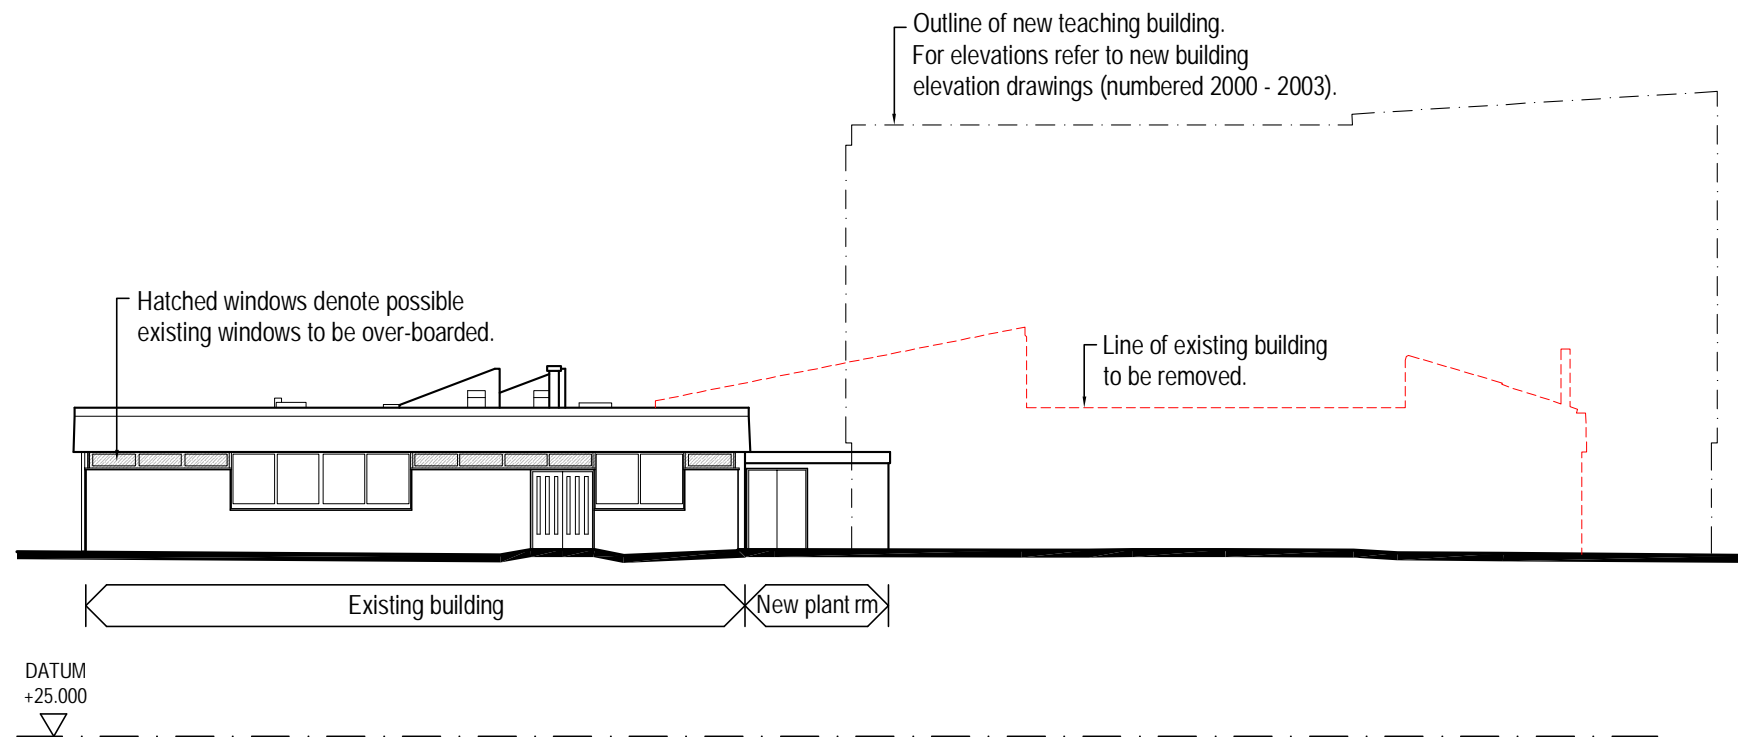 Outline of new teaching building.
For elevations refer to new building
elevation drawings (numbered 2000 - 2003).
Hatched windows denote possible
existing windows to be over-boarded.
Line of existing building
to be removed.
Existing building
New plant rm
DATUM
+25.000